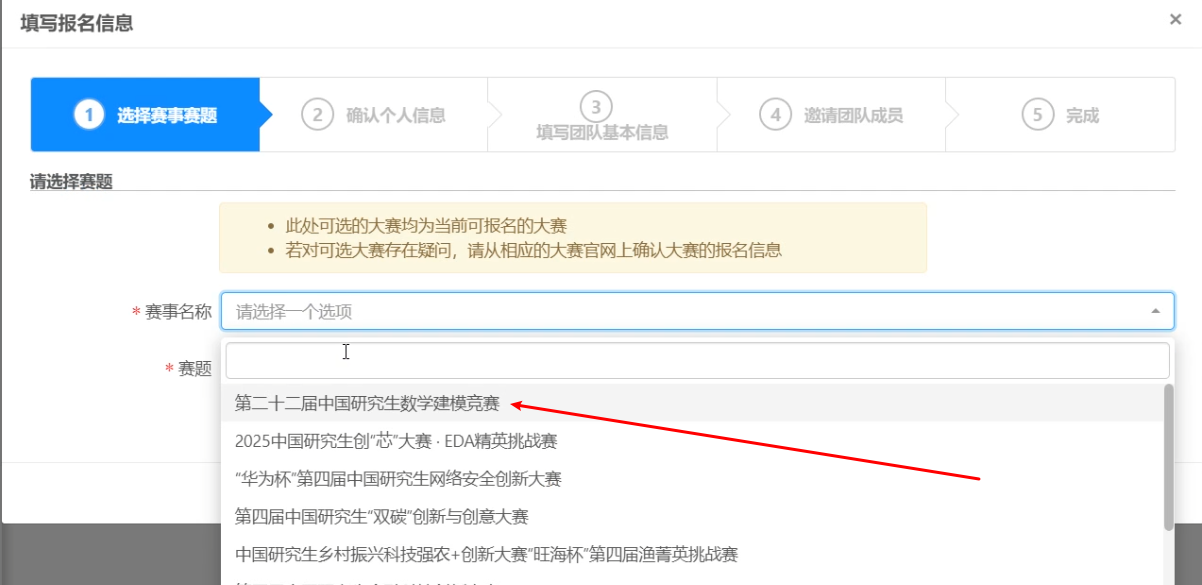 填写报名信息
×
1 选择赛事赛题
2 确认个人信息
3 填写团队基本信息
4 邀请团队成员
5 完成
请选择赛题
• 此处可选的大赛均为当前可报名的大赛
• 若对可选大赛存在疑问，请从相应的大赛官网上确认大赛的报名信息
* 赛事名称 请选择一个选项
* 赛题
第二十二届中国研究生数学建模竞赛
2025中国研究生创“芯”大赛 · EDA精英挑战赛
“华为杯”第四届中国研究生网络安全创新大赛
第四届中国研究生“双碳”创新与创意大赛
中国研究生乡村振兴科技强农+创新大赛“旺海杯”第四届渔菁英挑战赛